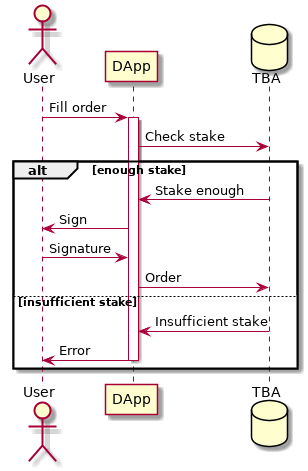 User
DApp
TBA
Fill order
Check stake
alt
[enough stake]
Stake enough
Sign
Signature
Order
[insufficient stake]
Insufficient stake
Error
User
DApp
TBA